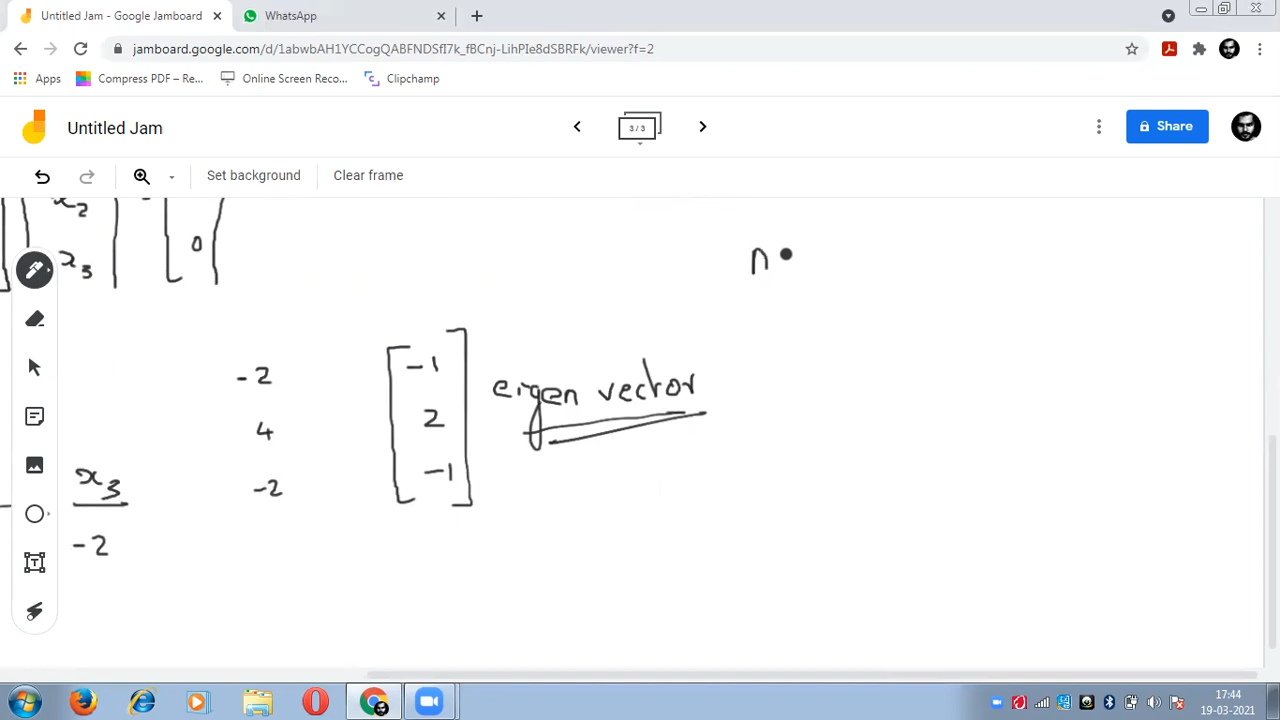 Untitled Jam - Google Jamboard
WhatsApp
jamboard.google.com/d/1abwbAH1YCCogQABFNDSfI7k_fBCnj-LihPIe8dSBRFk/viewer?f=2
Apps
Compress PDF – Re...
Online Screen Reco...
Clipchamp
Untitled Jam
3 / 3
Share
Set background
Clear frame
x₂
x₃ 0
n
-2 -1
eigen vector
4 2
x₃ -2 -1
-2
17:44
19-03-2021